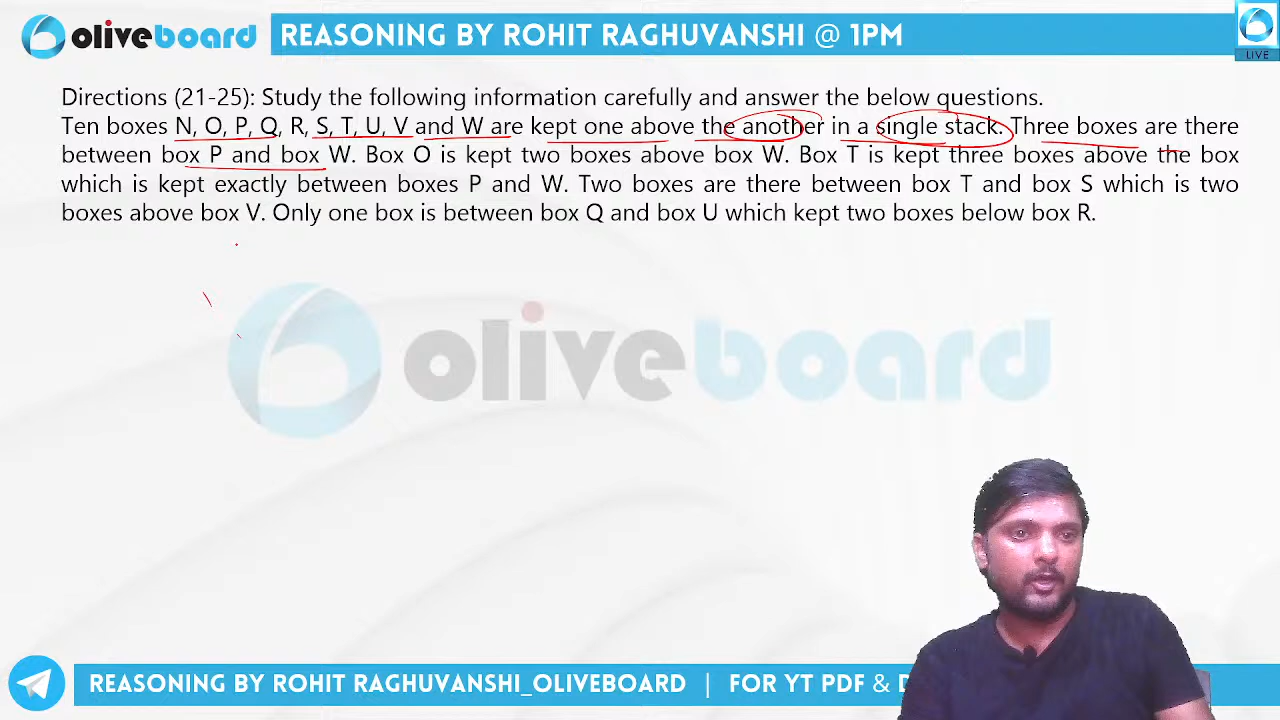 oliveboard
REASONING BY ROHIT RAGHUVANSHI @ 1PM
LIVE
Directions (21-25): Study the following information carefully and answer the below questions.
Ten boxes N, O, P, Q, R, S, T, U, V and W are kept one above the another in a single stack. Three boxes are there
between box P and box W. Box O is kept two boxes above box W. Box T is kept three boxes above the box
which is kept exactly between boxes P and W. Two boxes are there between box T and box S which is two
boxes above box V. Only one box is between box Q and box U which kept two boxes below box R.
oliveboard
REASONING BY ROHIT RAGHUVANSHI_OLIVEBOARD | FOR YT PDF &